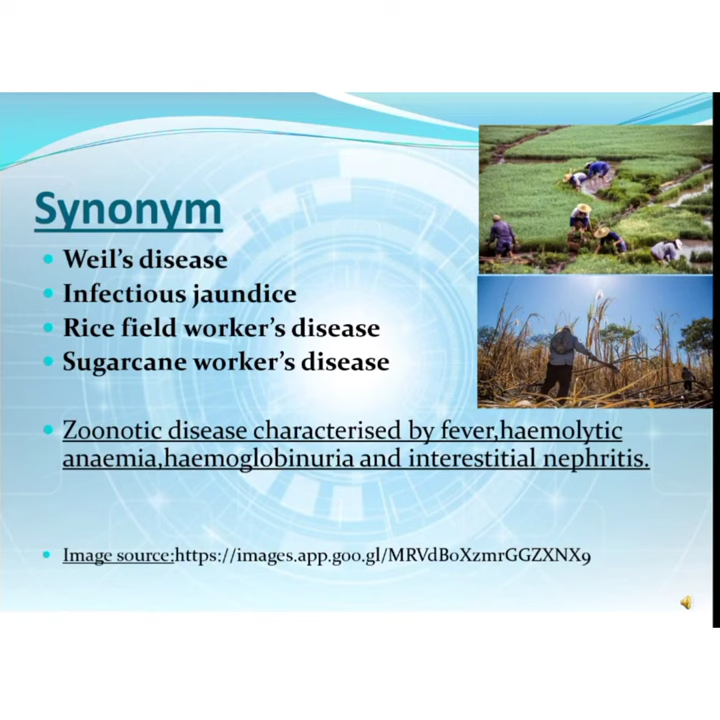 Synonym
Weil's disease
Infectious jaundice
Rice field worker's disease
Sugarcane worker's disease
Zoonotic disease characterised by fever,haemolytic
anaemia,haemoglobinuria and interestitial nephritis.
Image source:https://images.app.goo.gl/MRVdBoXzmrGGZXNX9